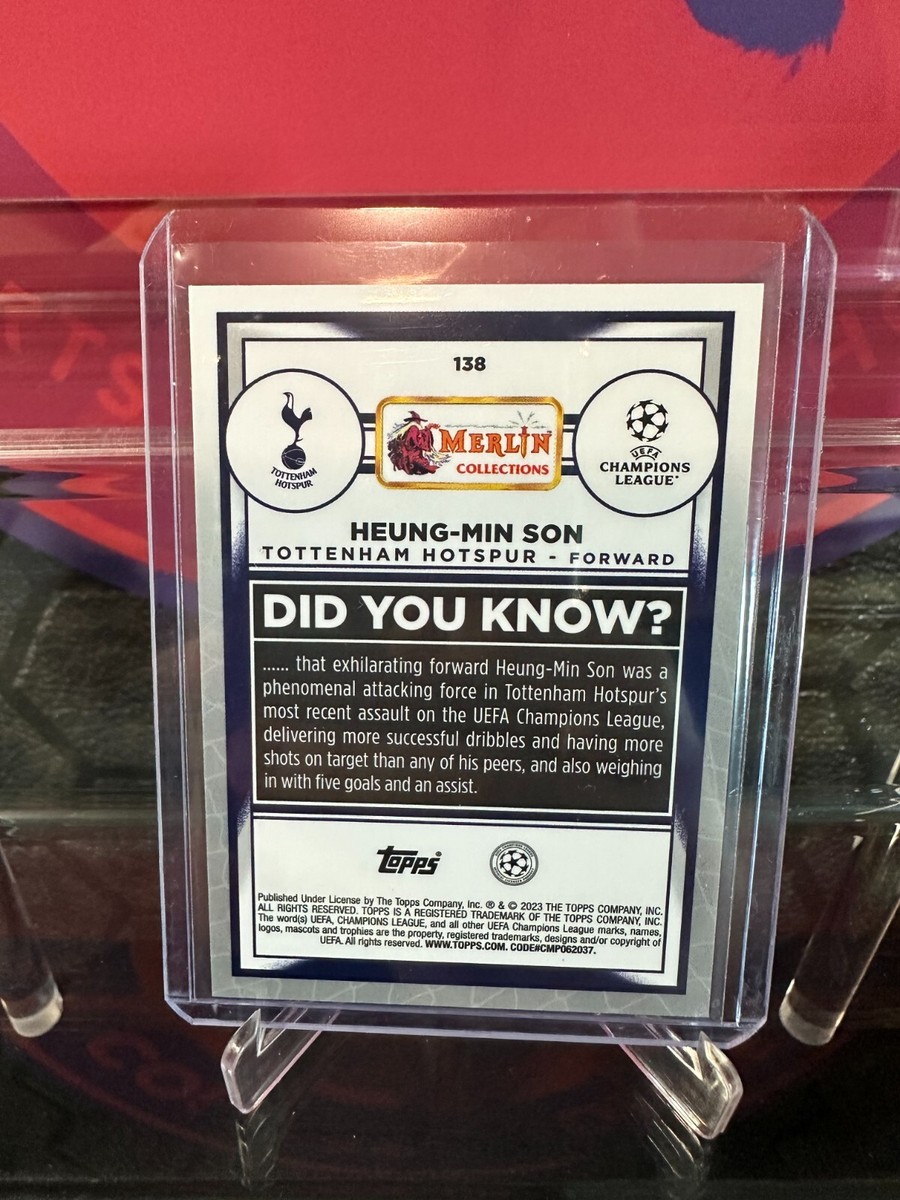 138
TOTTENHAM
HOTSPUR
MERLIN
COLLECTIONS
UEFA
CHAMPIONS
LEAGUE
HEUNG-MIN SON
TOTTENHAM HOTSPUR - FORWARD
DID YOU KNOW?
...... that exhilarating forward Heung-Min Son was a
phenomenal attacking force in Tottenham Hotspur's
most recent assault on the UEFA Champions League,
delivering more successful dribbles and having more
shots on target than any of his peers, and also weighing
in with five goals and an assist.
topps®
Published Under License by The Topps Company, Inc. ® & © 2023 THE TOPPS COMPANY, INC.
ALL RIGHTS RESERVED. TOPPS IS A REGISTERED TRADEMARK OF THE TOPPS COMPANY, INC.
The word(s) UEFA, CHAMPIONS LEAGUE, and all other UEFA Champions League marks, names,
logos, mascots and trophies are the property, registered trademarks, designs and/or copyright of
UEFA. All rights reserved. WWW.TOPPS.COM. CODE#CMP062037.